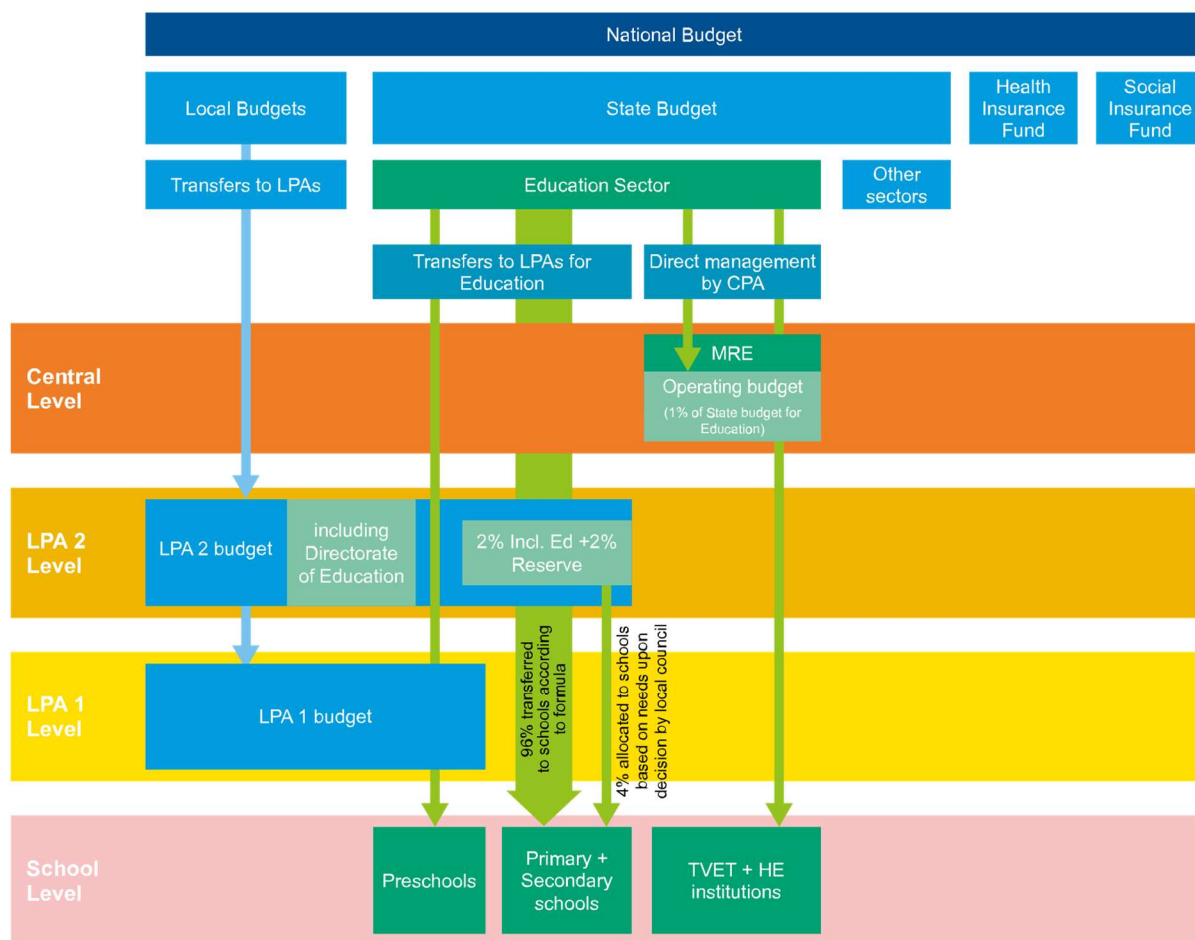 National Budget
Local Budgets
State Budget
Health
Insurance
Fund
Social
Insurance
Fund
Transfers to LPAs
Education Sector
Other
sectors
Transfers to LPAs for
Education
Direct management
by CPA
Central
Level
MRE
Operating budget
(1% of State budget for
Education)
LPA 2
Level
LPA 2 budget
including
Directorate
of Education
2% Incl. Ed +2%
Reserve
96% transferred
to schools according
to formula
4% allocated to schools
based on needs upon
decision by local council
LPA 1
Level
LPA 1 budget
School
Level
Preschools
Primary +
Secondary
schools
TVET + HE
institutions